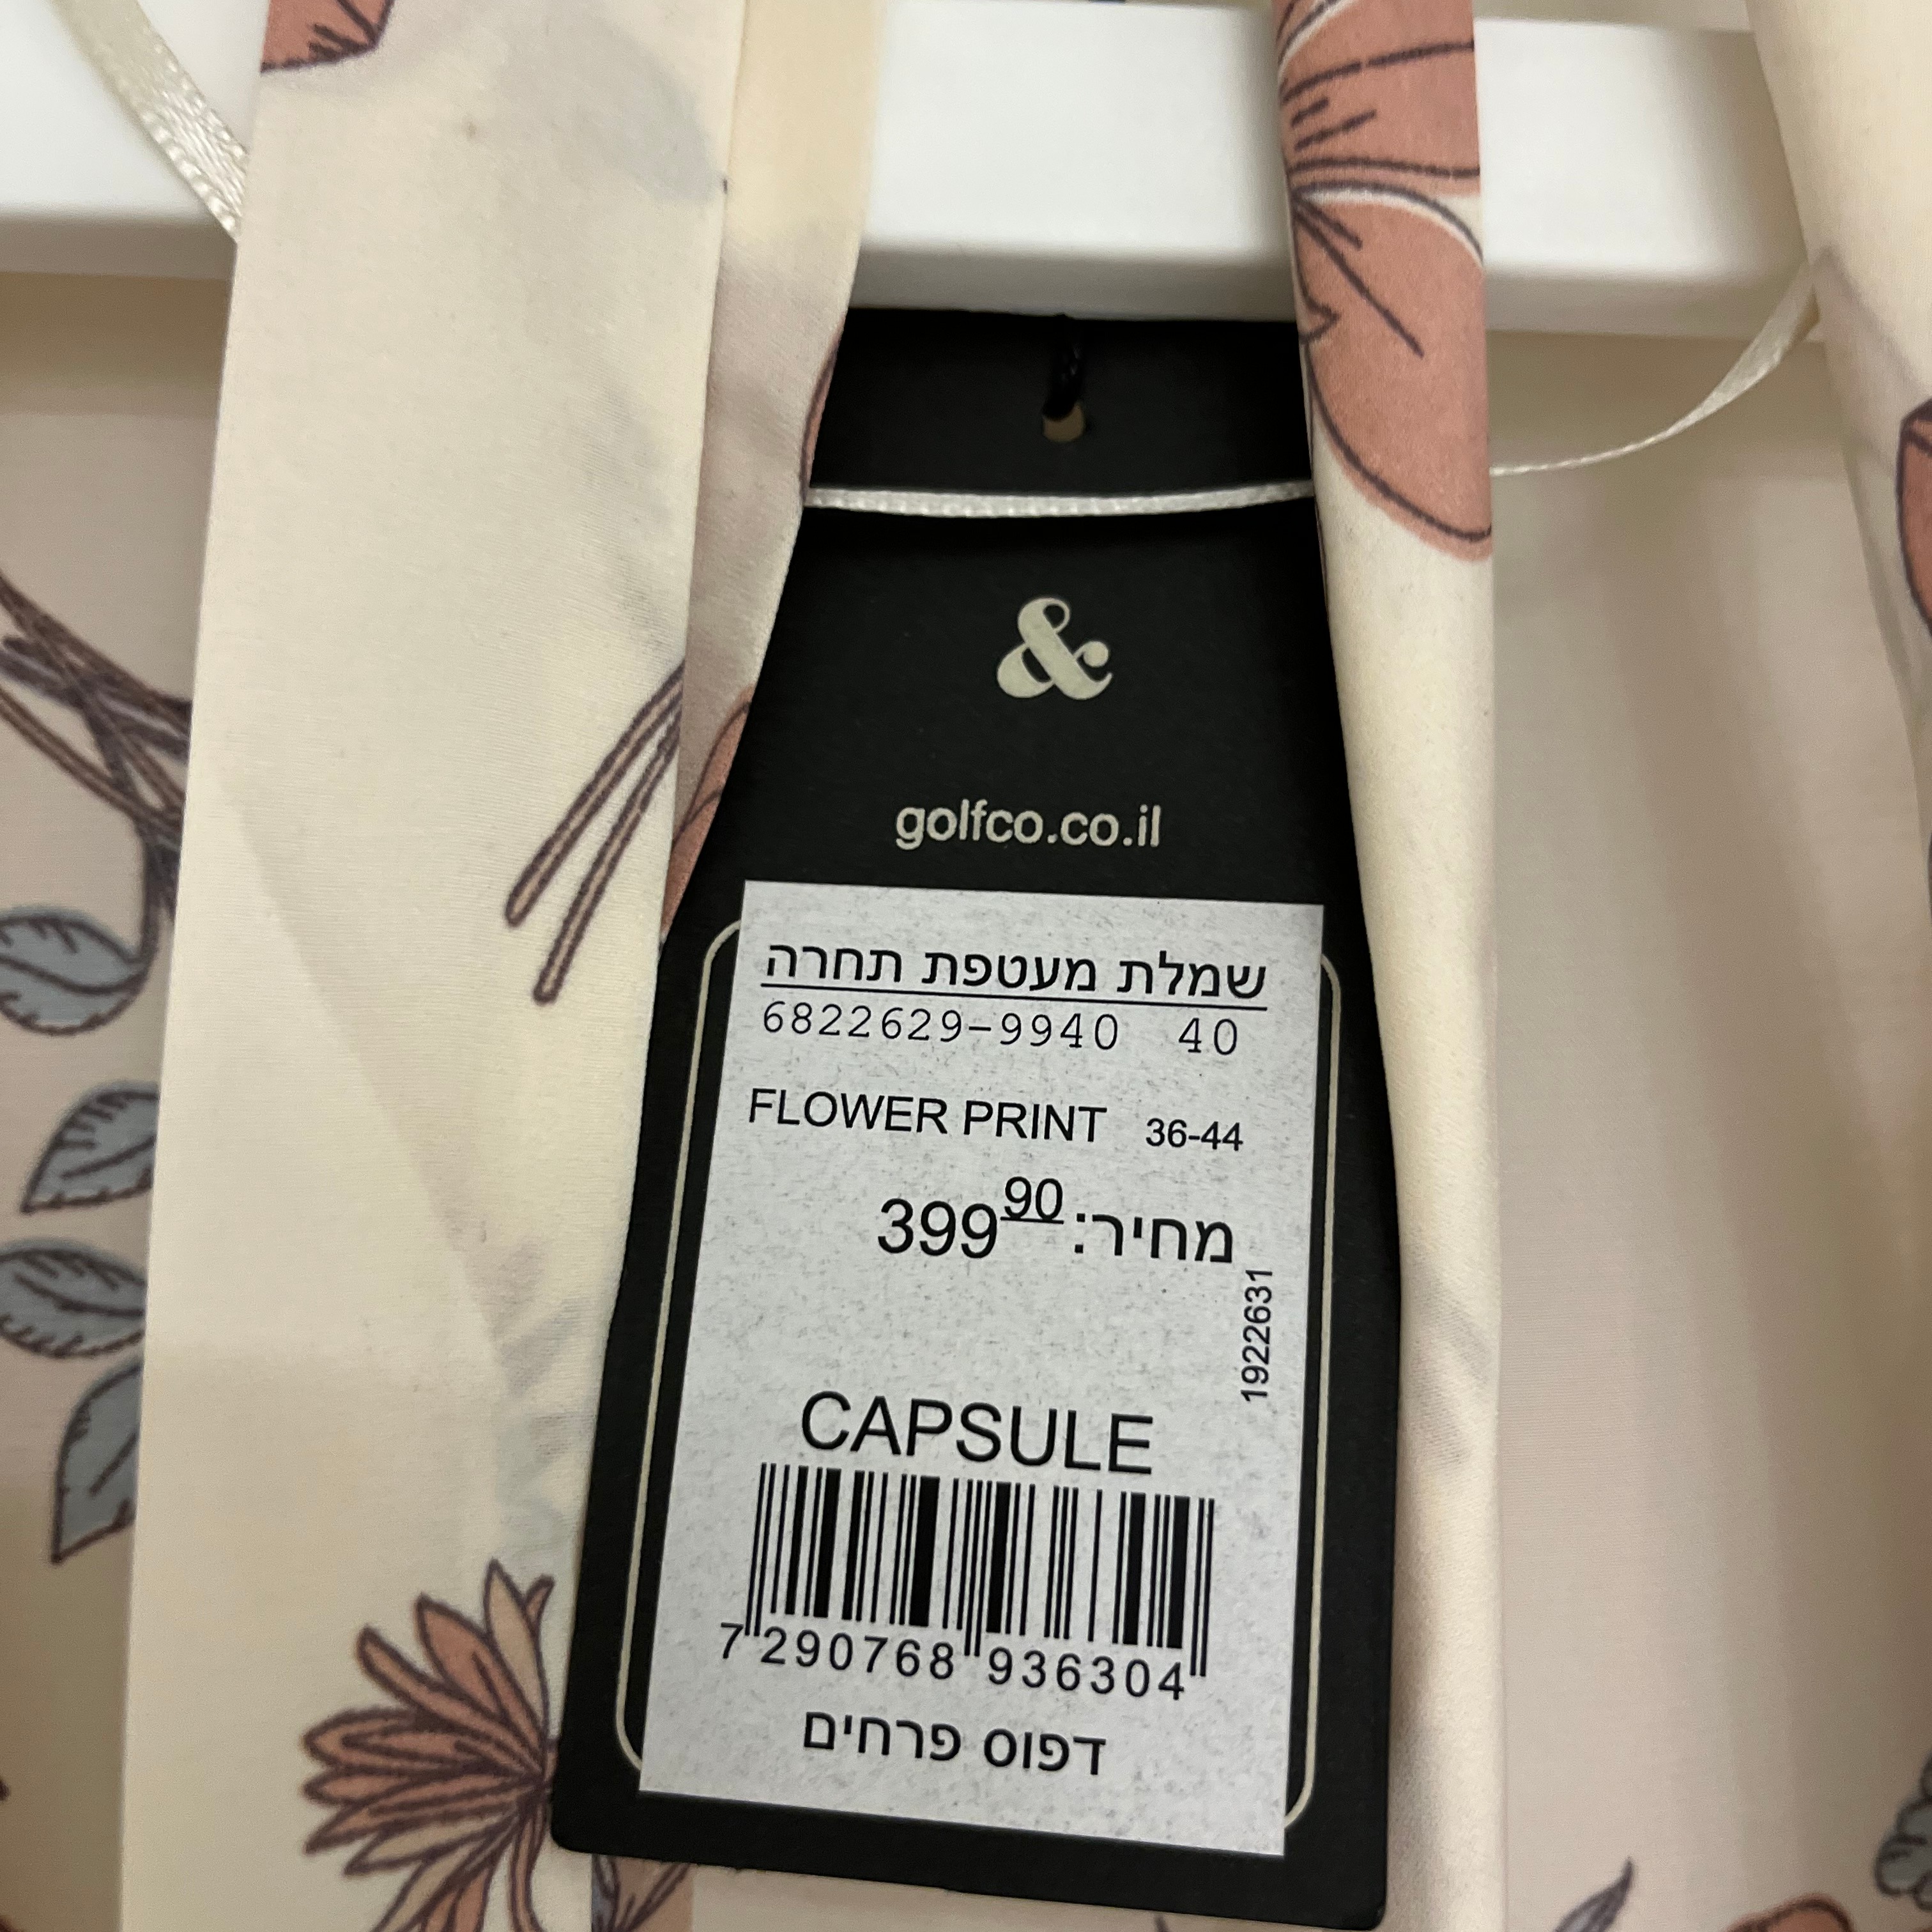 &
golfco.co.il
שמלת מעטפת תחרה
6822629-9940 40
FLOWER PRINT 36-44
מחיר: 399.90
1922631
CAPSULE
7 290768 936304
דפוס פרחים